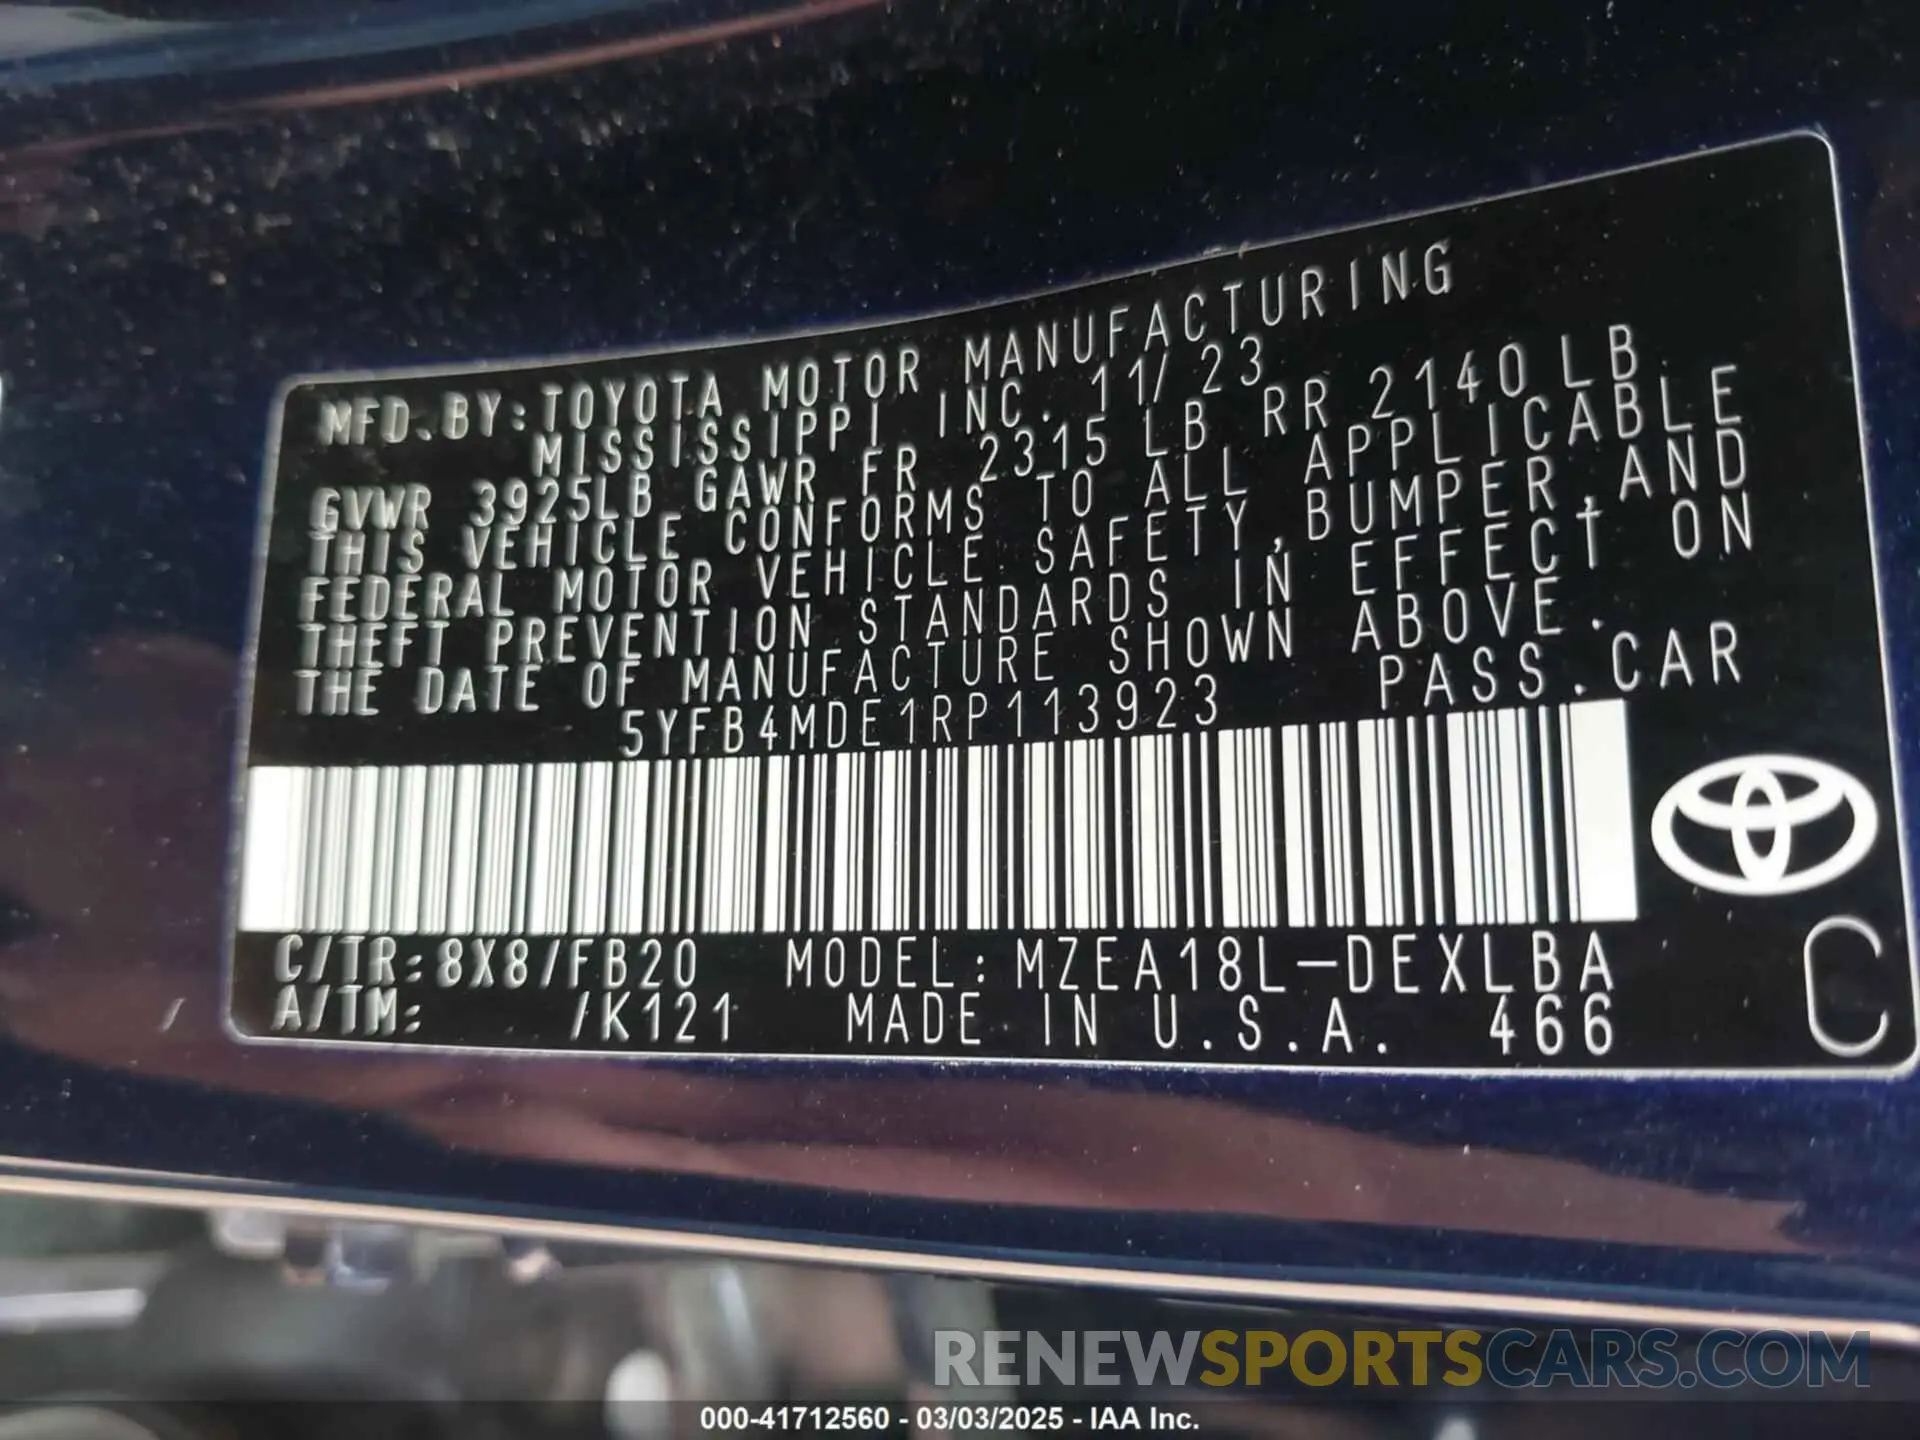 MFD. BY: TOYOTA MOTOR MANUFACTURING
MISSISSIPPI INC. 11/23
GVWR 3925LB GAWR FR 2315 LB RR 2140 LB
THIS VEHICLE CONFORMS TO ALL APPLICABLE
FEDERAL MOTOR VEHICLE SAFETY, BUMPER, AND
THEFT PREVENTION STANDARDS IN EFFECT ON
THE DATE OF MANUFACTURE SHOWN ABOVE.
5YFB4MDE1RP113923 PASS. CAR
C/TR: 8X8/FB20 MODEL: MZEA18L-DEXLBA
A/TM: /K121 MADE IN U.S.A. 466
C
RENEWSPORTSCARS.COM
000-41712560 - 03/03/2025 - IAA Inc.